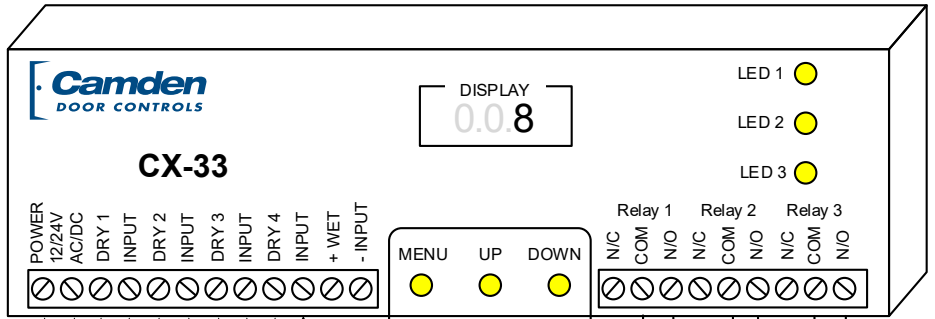 Camden
DOOR CONTROLS
CX-33
DISPLAY
0.0.8
LED 1
LED 2
LED 3
POWER
12/24V
AC/DC
DRY 1
INPUT
DRY 2
INPUT
DRY 3
INPUT
DRY 4
INPUT
+ WET
- INPUT
MENU UP DOWN
Relay 1 Relay 2 Relay 3
N/C COM N/O N/C COM N/O N/C COM N/O